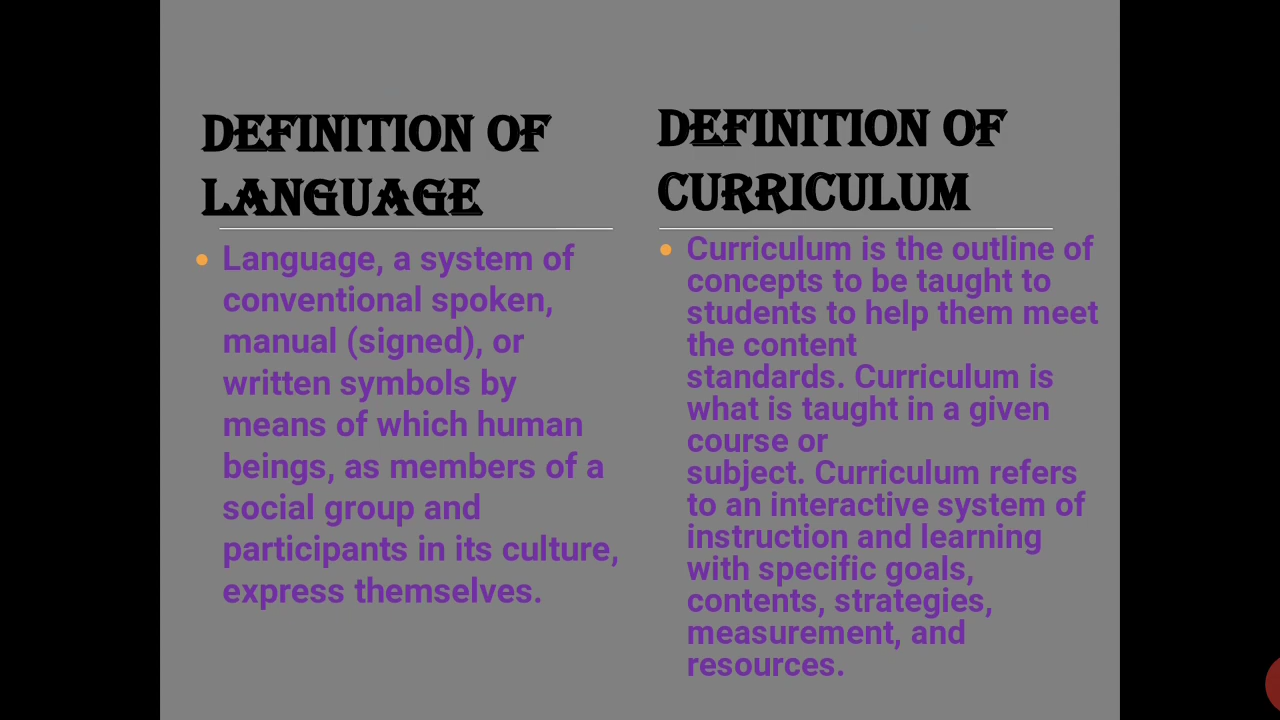 DEFINITION OF
LANGUAGE
Language, a system of
conventional spoken,
manual (signed), or
written symbols by
means of which human
beings, as members of a
social group and
participants in its culture,
express themselves.
DEFINITION OF
CURRICULUM
Curriculum is the outline of
concepts to be taught to
students to help them meet
the content
standards. Curriculum is
what is taught in a given
course or
subject. Curriculum refers
to an interactive system of
instruction and learning
with specific goals,
contents, strategies,
measurement, and
resources.